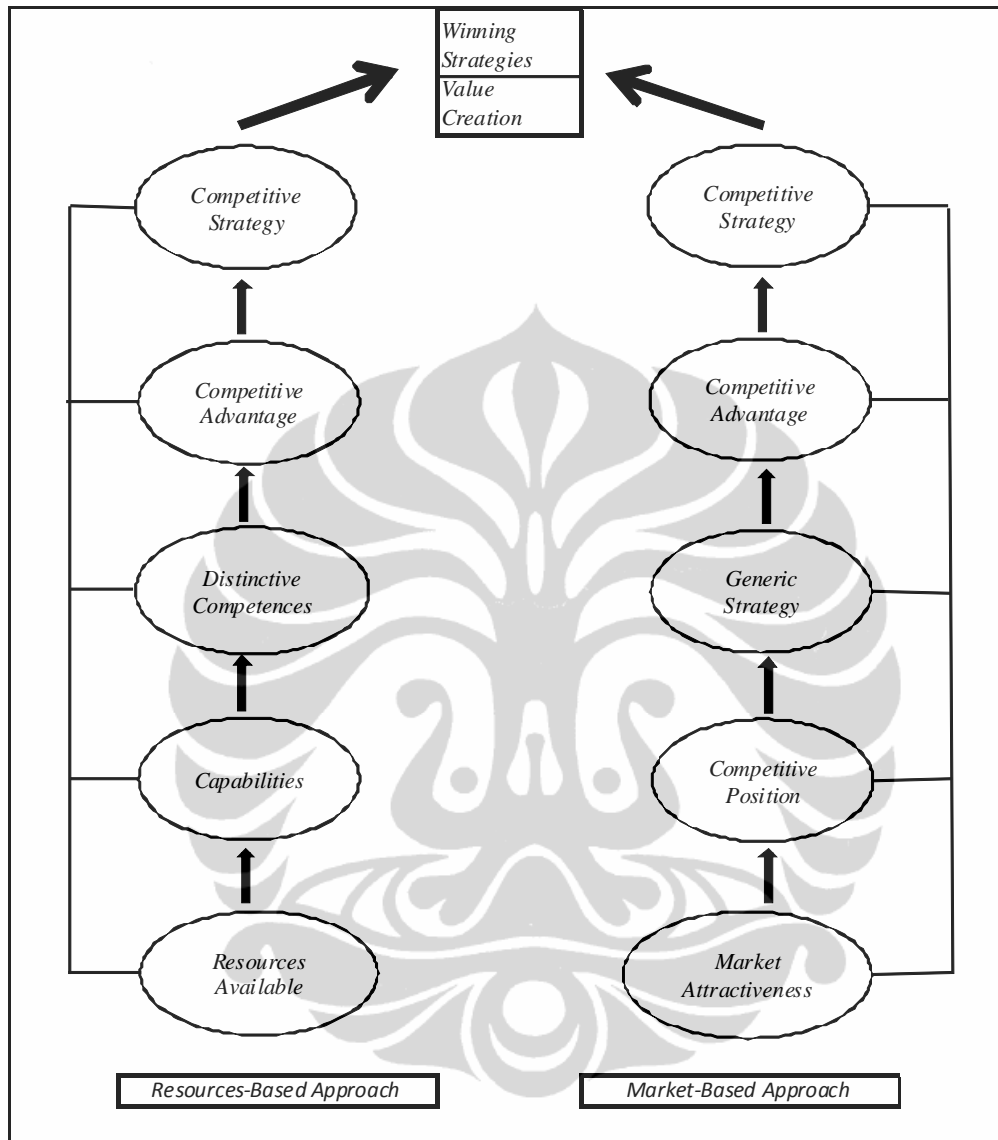 Winning
Strategies
Value
Creation
Competitive
Strategy
Competitive
Strategy
Competitive
Advantage
Competitive
Advantage
Distinctive
Competences
Generic
Strategy
Capabilities
Competitive
Position
Resources
Available
Market
Attractiveness
Resources-Based Approach
Market-Based Approach